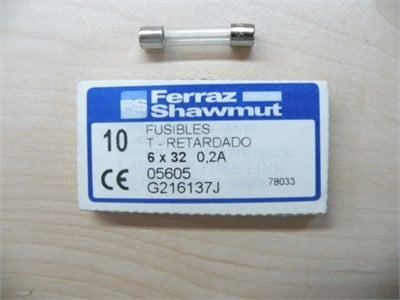 FS Ferraz
Shawmut
10 FUSIBLES
T - RETARDADO
6 x 32 0,2A
CE 05605
G216137J
78033